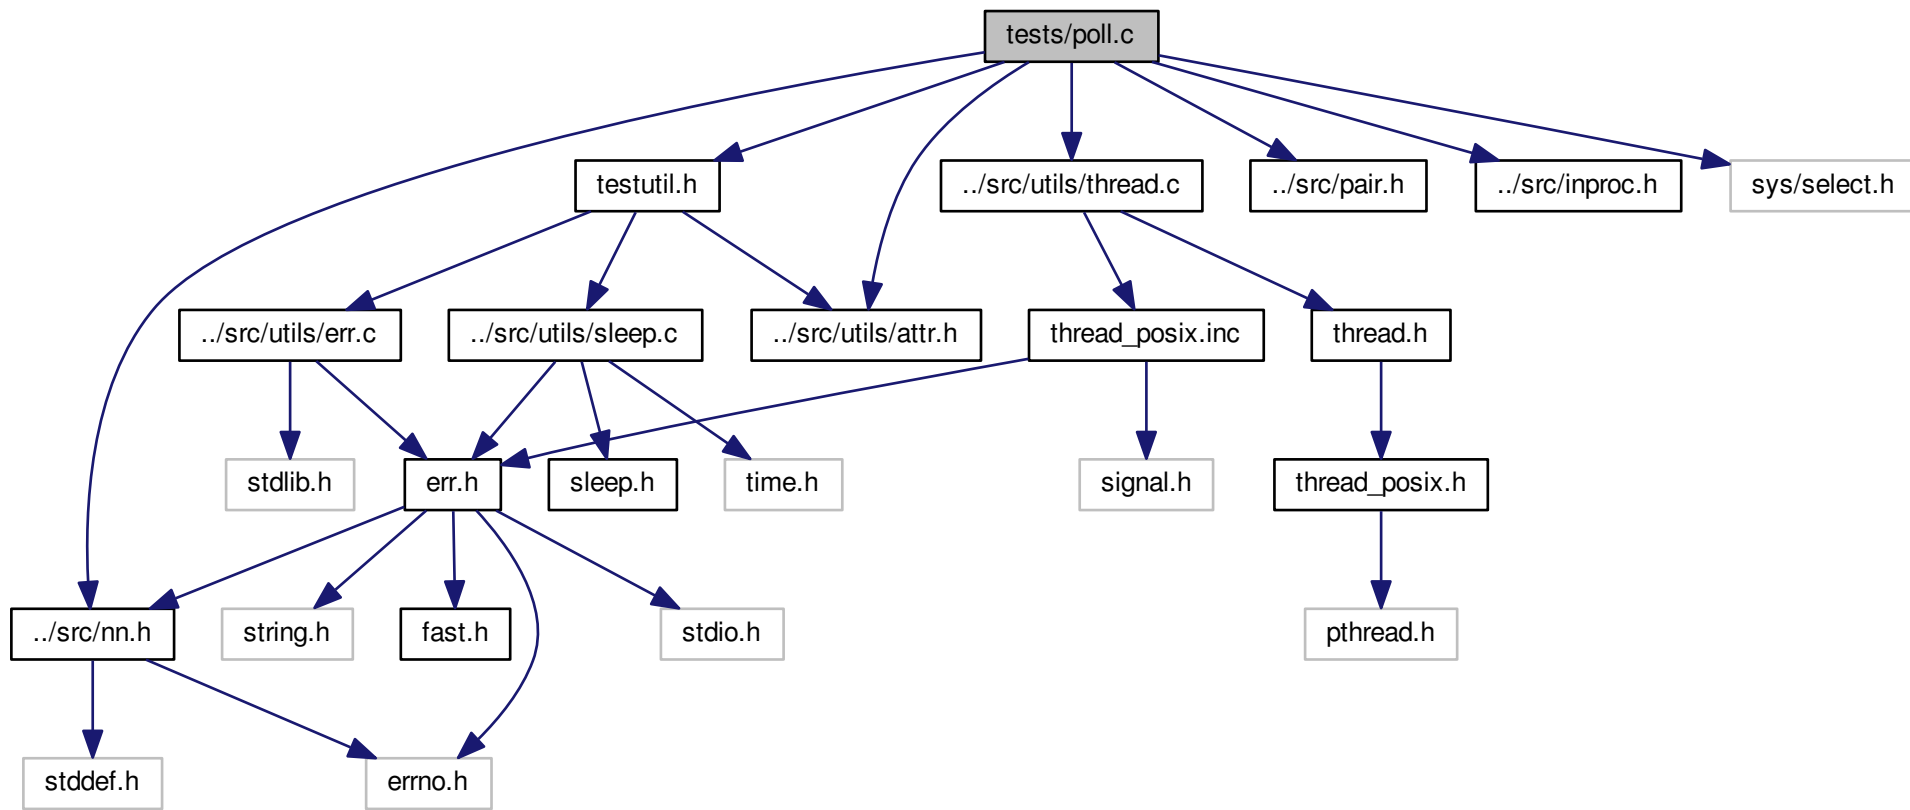 tests/poll.c
testutil.h
../src/utils/thread.c
../src/pair.h
../src/inproc.h
sys/select.h
../src/utils/err.c
../src/utils/sleep.c
../src/utils/attr.h
thread_posix.inc
thread.h
stdlib.h
err.h
sleep.h
time.h
signal.h
thread_posix.h
../src/nn.h
string.h
fast.h
stdio.h
pthread.h
stddef.h
errno.h